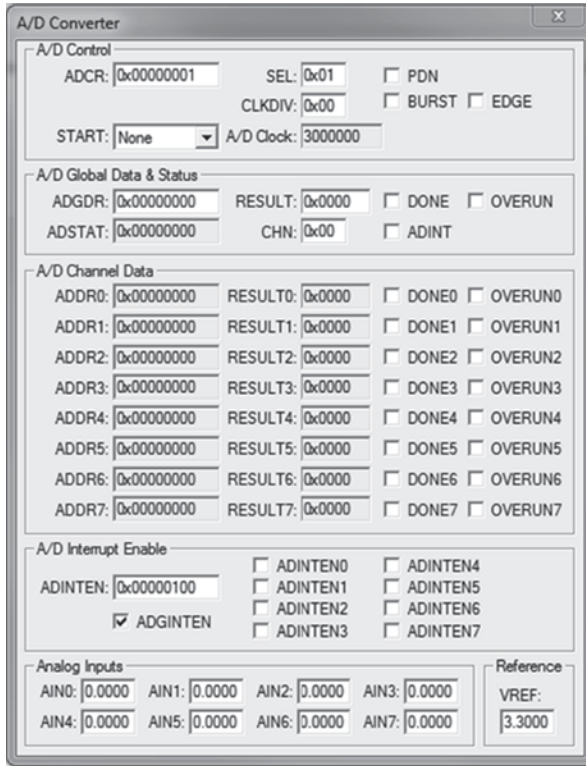 A/D Converter
A/D Control
ADCR: 0x00000001 SEL: 0x01 PDN
CLKDIV: 0x00 BURST EDGE
START: None A/D Clock: 3000000
A/D Global Data & Status
ADGDR: 0x00000000 RESULT: 0x0000 DONE OVERUN
ADSTAT: 0x00000000 CHN: 0x00 ADINT
A/D Channel Data
ADDR0: 0x00000000 RESULT0: 0x0000 DONE0 OVERUN0
ADDR1: 0x00000000 RESULT1: 0x0000 DONE1 OVERUN1
ADDR2: 0x00000000 RESULT2: 0x0000 DONE2 OVERUN2
ADDR3: 0x00000000 RESULT3: 0x0000 DONE3 OVERUN3
ADDR4: 0x00000000 RESULT4: 0x0000 DONE4 OVERUN4
ADDR5: 0x00000000 RESULT5: 0x0000 DONE5 OVERUN5
ADDR6: 0x00000000 RESULT6: 0x0000 DONE6 OVERUN6
ADDR7: 0x00000000 RESULT7: 0x0000 DONE7 OVERUN7
A/D Interrupt Enable
ADINTEN0 ADINTEN4
ADINTEN: 0x00000100 ADINTEN1 ADINTEN5
ADGINTEN ADINTEN2 ADINTEN6
ADINTEN3 ADINTEN7
Analog Inputs Reference
AIN0: 0.0000 AIN1: 0.0000 AIN2: 0.0000 AIN3: 0.0000 VREF:
AIN4: 0.0000 AIN5: 0.0000 AIN6: 0.0000 AIN7: 0.0000 3.3000